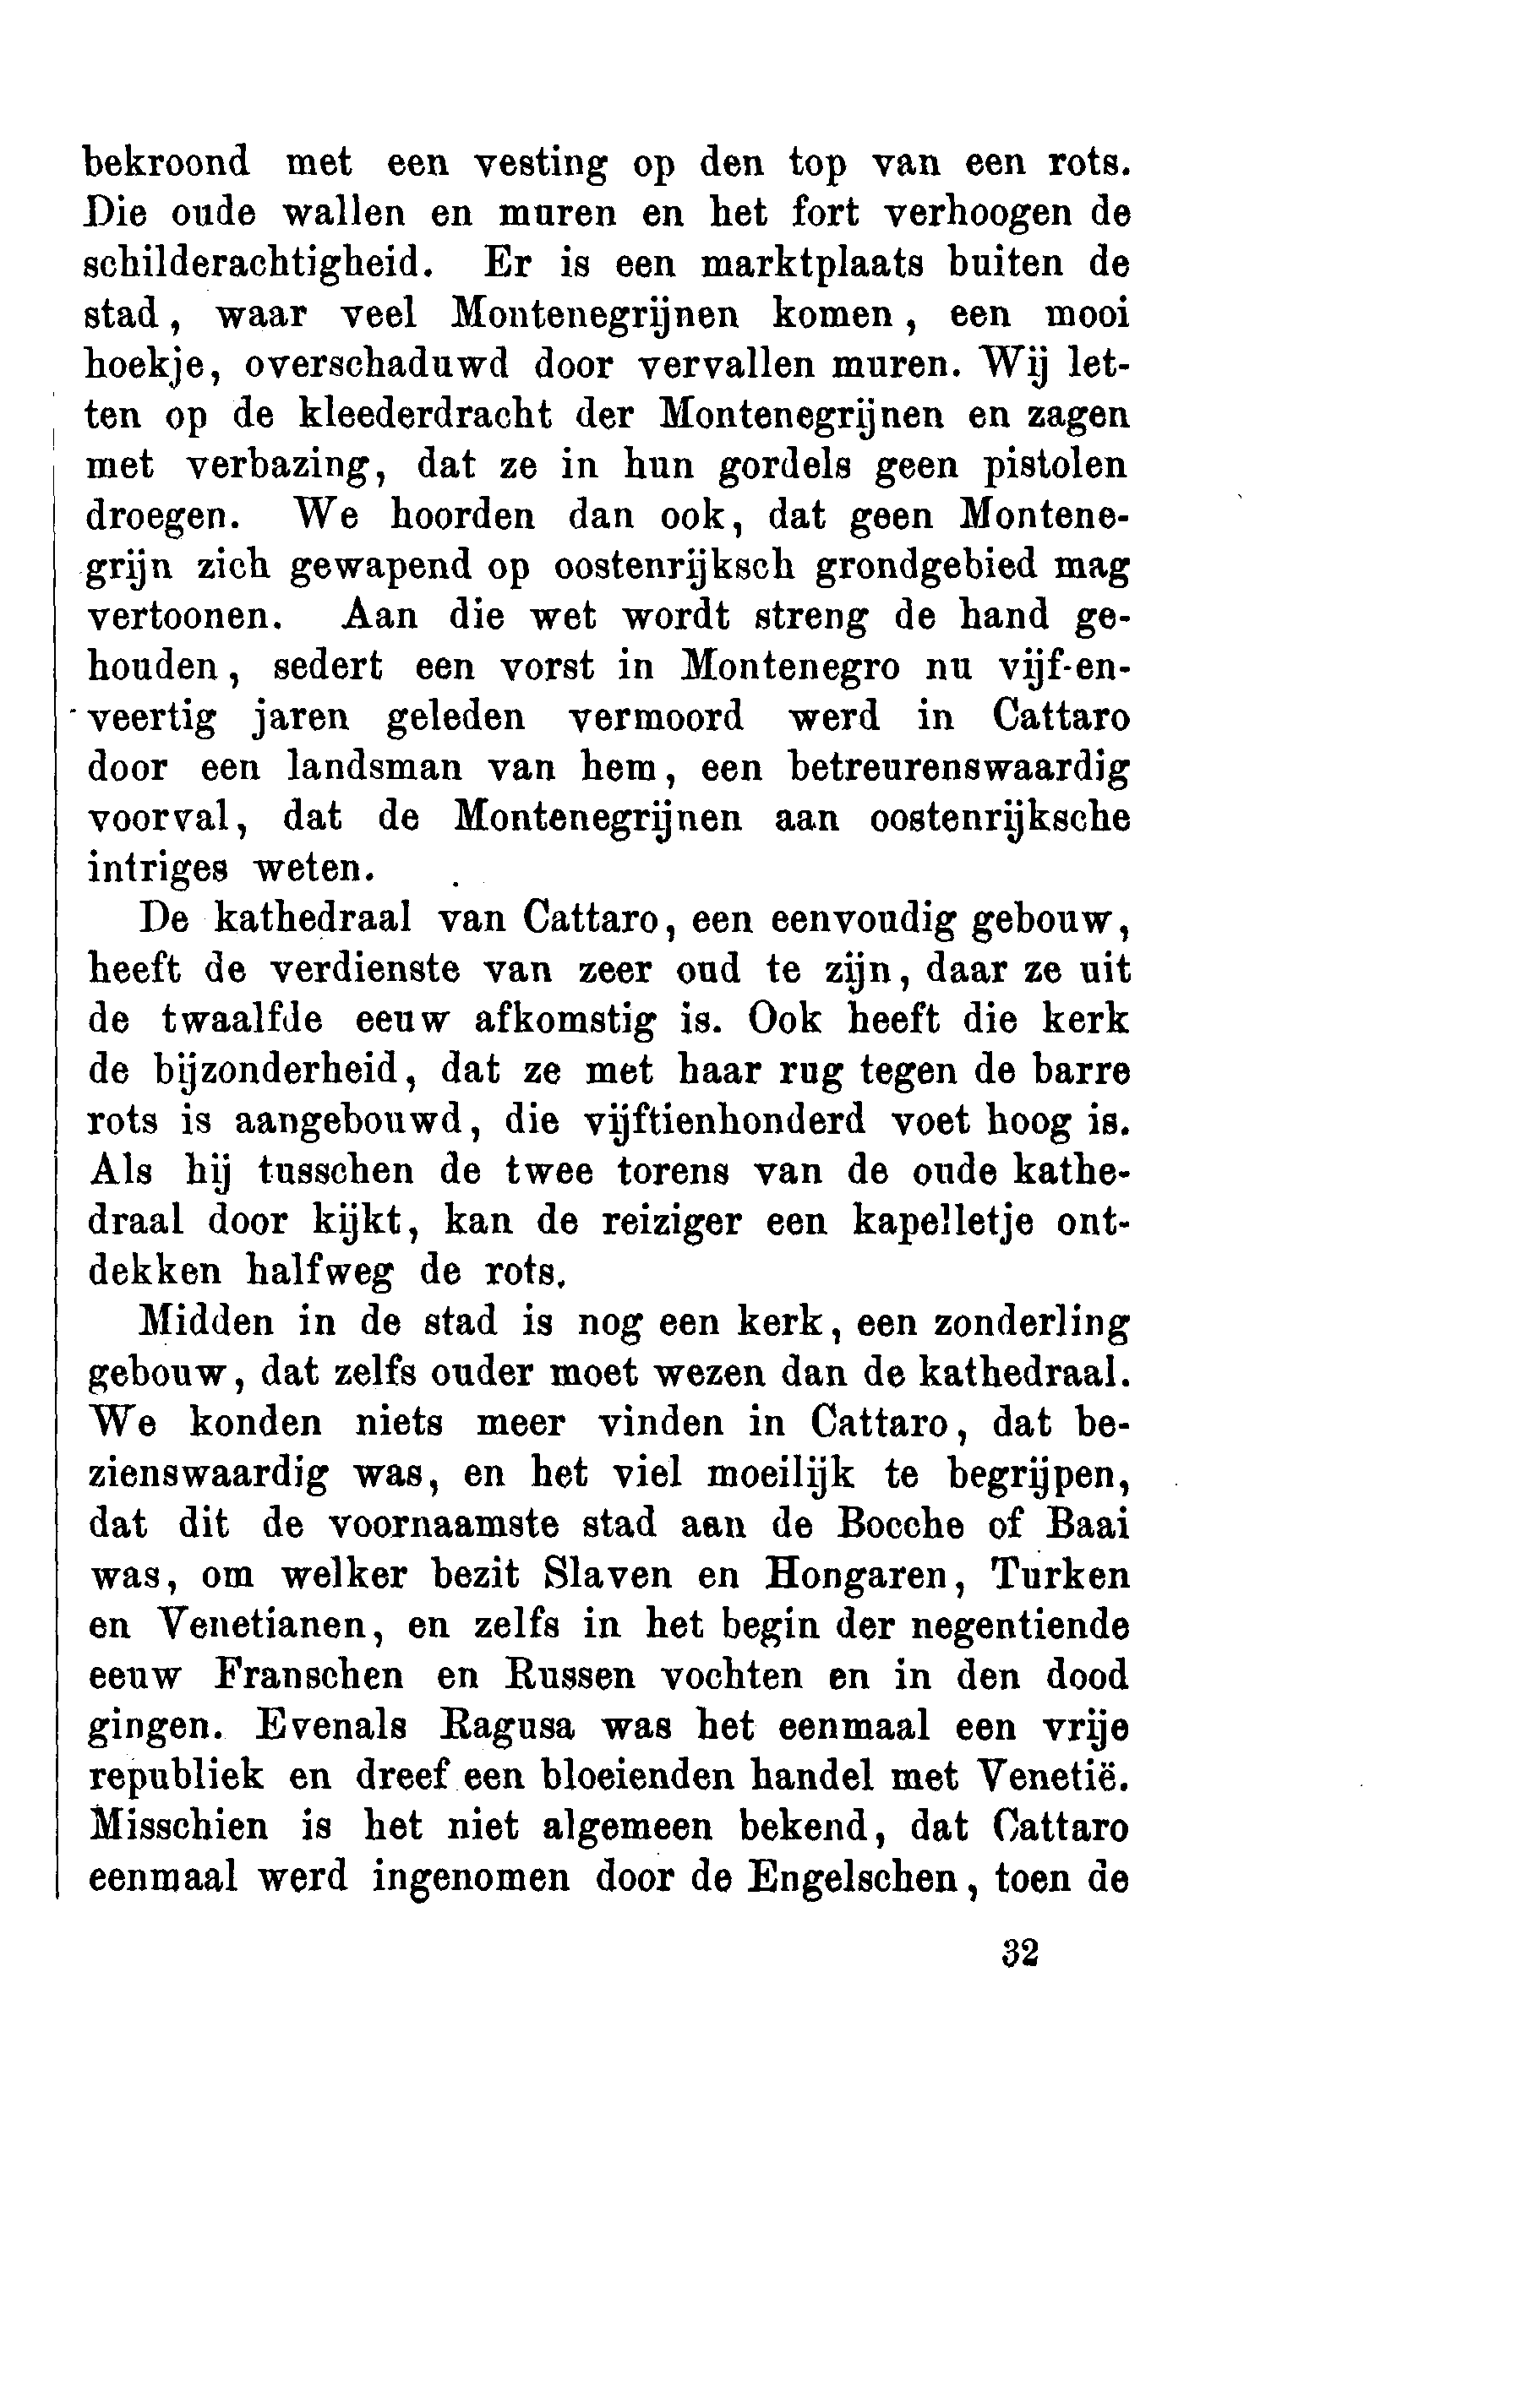 bekroond met een vesting op den top van een rots.
Die oude wallen en muren en het fort verhoogen de
schilderachtigheid. Er is een marktplaats buiten de
stad, waar veel Montenegrijnen komen, een mooi
hoekje, overschaduwd door vervallen muren. Wij let-
ten op de kleederdracht der Montenegrijnen en zagen
met verbazing, dat ze in hun gordels geen pistolen
droegen. We hoorden dan ook, dat geen Montene-
grijn zich gewapend op oostenrijksch grondgebied mag
vertoonen. Aan die wet wordt streng de hand ge-
houden, sedert een vorst in Montenegro nu vijf-en-
veertig jaren geleden vermoord werd in Cattaro
door een landsman van hem, een betreurenswaardig
voorval, dat de Montenegrijnen aan oostenrijksche
intriges weten.
De kathedraal van Cattaro, een eenvoudig gebouw,
heeft de verdienste van zeer oud te zijn, daar ze uit
de twaalfde eeuw afkomstig is. Ook heeft die kerk
de bijzonderheid, dat ze met haar rug tegen de barre
rots is aangebouwd, die vijftienhonderd voet hoog is.
Als hij tusschen de twee torens van de oude kathe-
draal door kijkt, kan de reiziger een kapelletje ont-
dekken halfweg de rots.
Midden in de stad is nog een kerk, een zonderling
gebouw, dat zelfs ouder moet wezen dan de kathedraal.
We konden niets meer vinden in Cattaro, dat be-
zienswaardig was, en het viel moeilijk te begrijpen,
dat dit de voornaamste stad aan de Bocche of Baai
was, om welker bezit Slaven en Hongaren, Turken
en Venetianen, en zelfs in het begin der negentiende
eeuw Franschen en Russen vochten en in den dood
gingen. Evenals Ragusa was het eenmaal een vrije
republiek en dreef een bloeienden handel met Venetië.
Misschien is het niet algemeen bekend, dat Cattaro
eenmaal werd ingenomen door de Engelschen, toen de
32